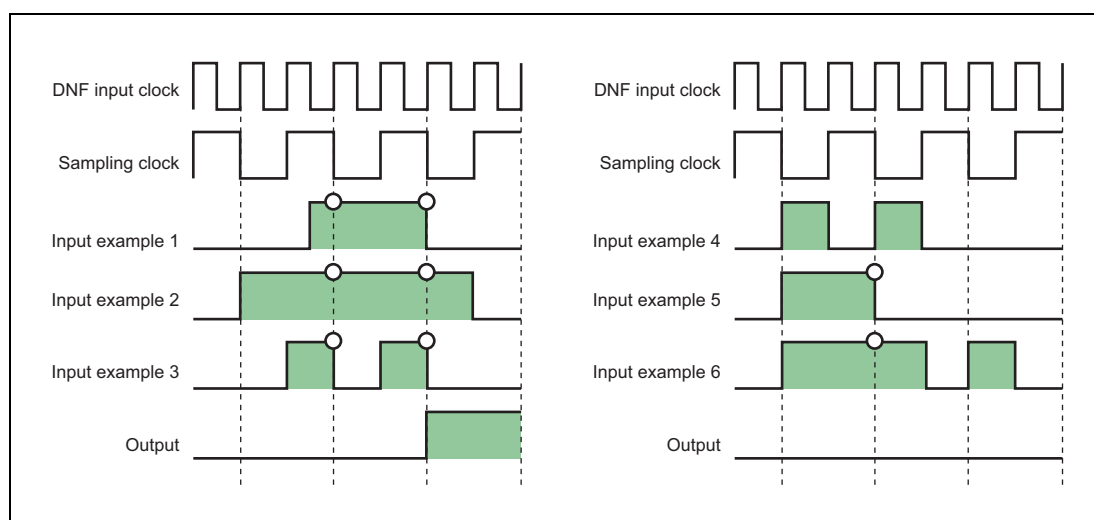 DNF input clock
Sampling clock
Input example 1
Input example 2
Input example 3
Output
DNF input clock
Sampling clock
Input example 4
Input example 5
Input example 6
Output